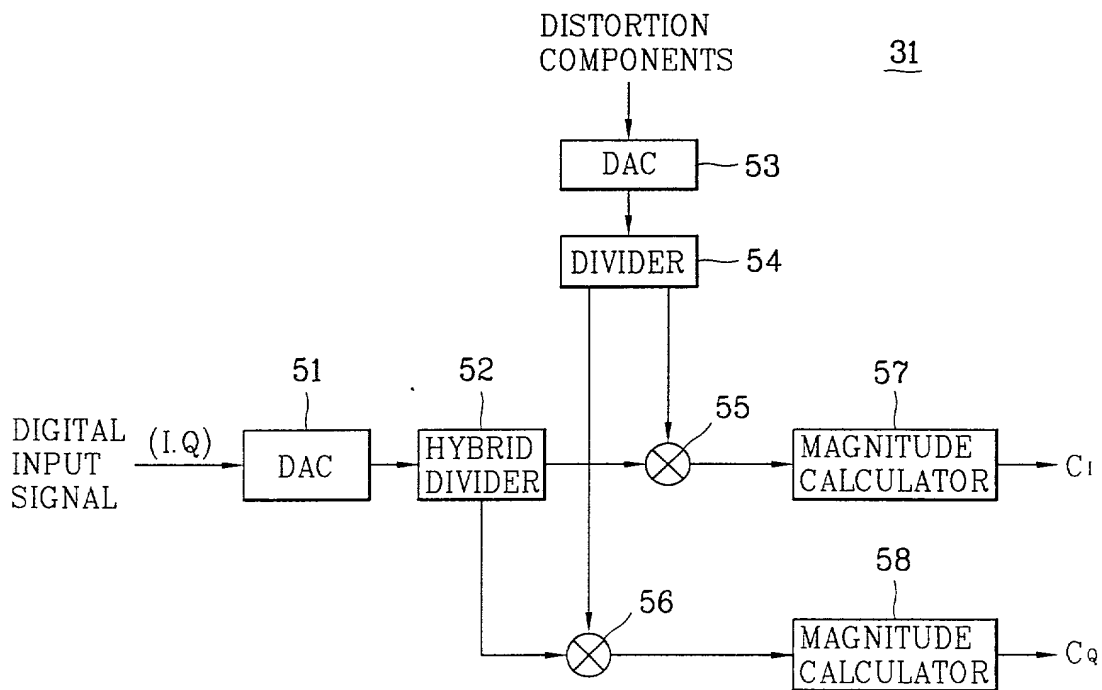 DISTORTION
COMPONENTS
31
DAC
53
DIVIDER
54
51
52
57
DIGITAL
INPUT
SIGNAL
(I.Q)
DAC
HYBRID
DIVIDER
55
MAGNITUDE
CALCULATOR
CI
58
56
MAGNITUDE
CALCULATOR
CQ